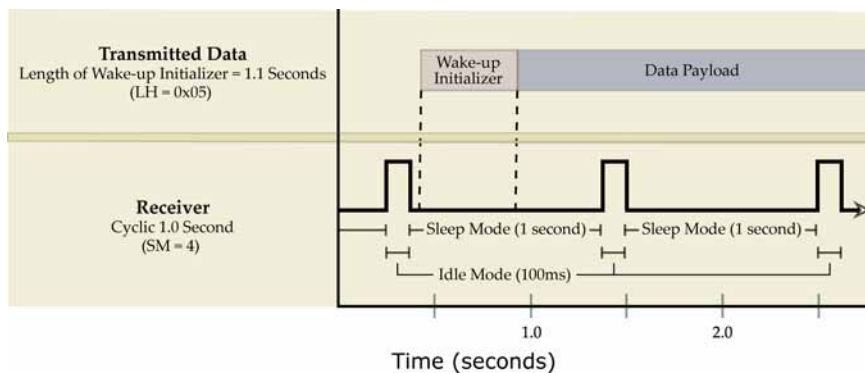 Transmitted Data
Length of Wake-up Initializer = 1.1 Seconds
(LH = 0x05)
Wake-up
Initializer
Data Payload
Receiver
Cyclic 1.0 Second
(SM = 4)
Sleep Mode (1 second)
Sleep Mode (1 second)
Idle Mode (100ms)
1.0
2.0
Time (seconds)